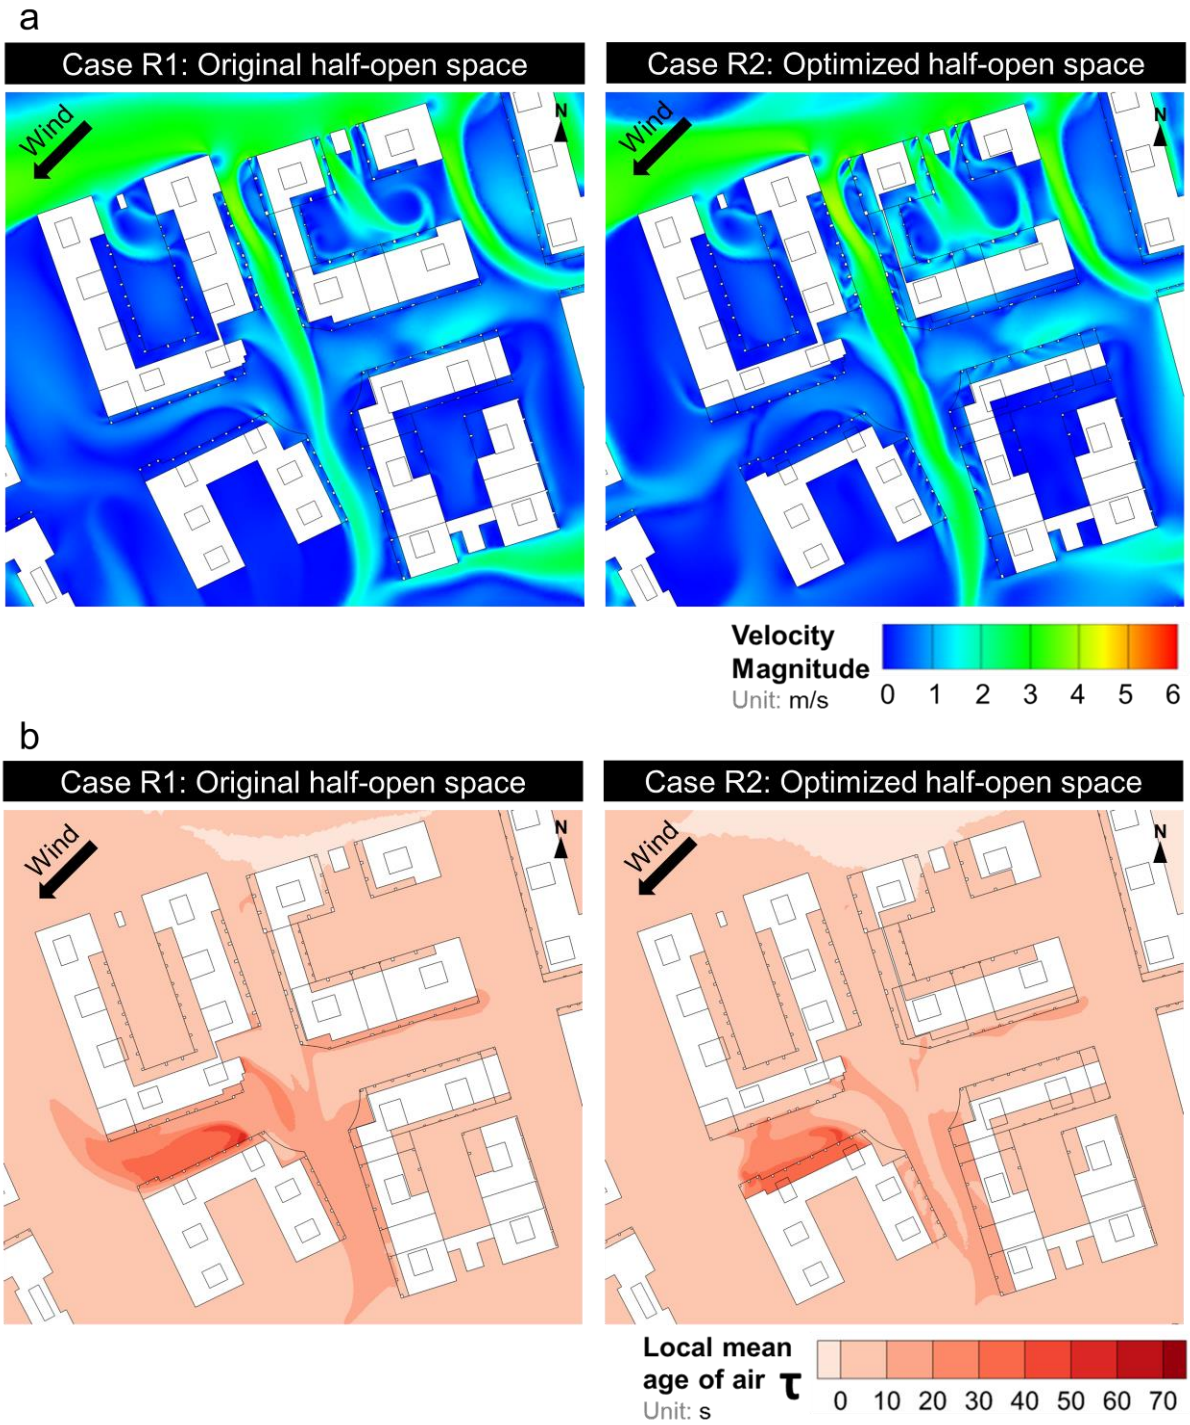 a
Case R1: Original half-open space
Case R2: Optimized half-open space
Wind
N
Wind
N
Velocity
Magnitude
Unit: m/s
0 1 2 3 4 5 6
b
Case R1: Original half-open space
Case R2: Optimized half-open space
Wind
N
Wind
N
Local mean
age of air τ
Unit: s
0 10 20 30 40 50 60 70